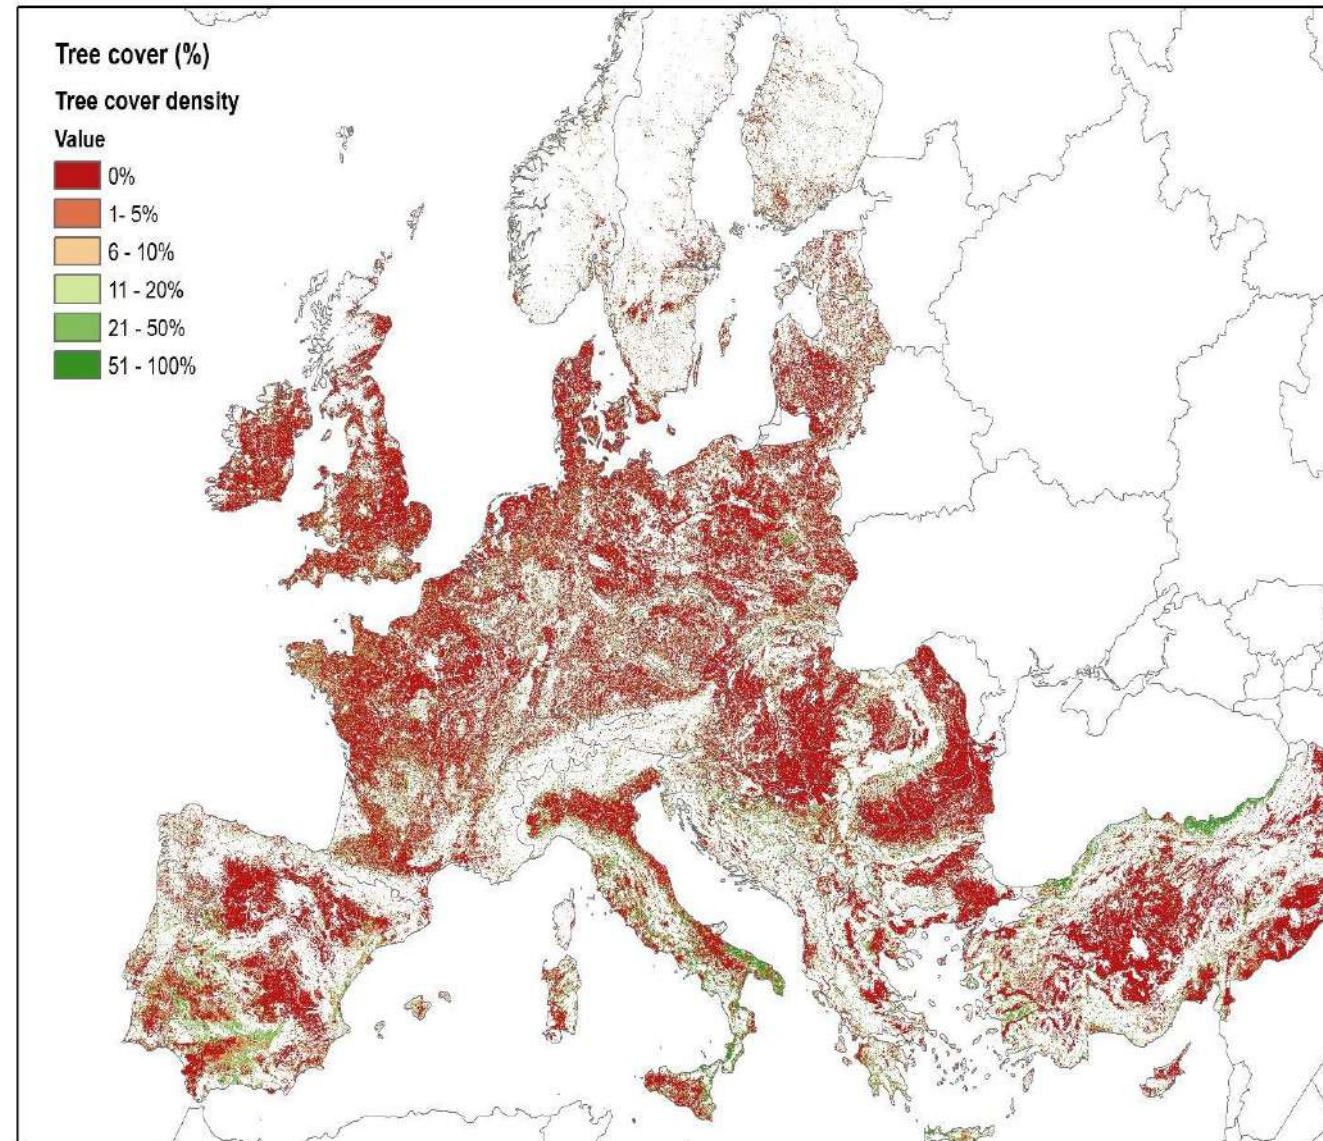 Tree cover (%)
Tree cover density
Value
0%
1- 5%
6 - 10%
11 - 20%
21 - 50%
51 - 100%